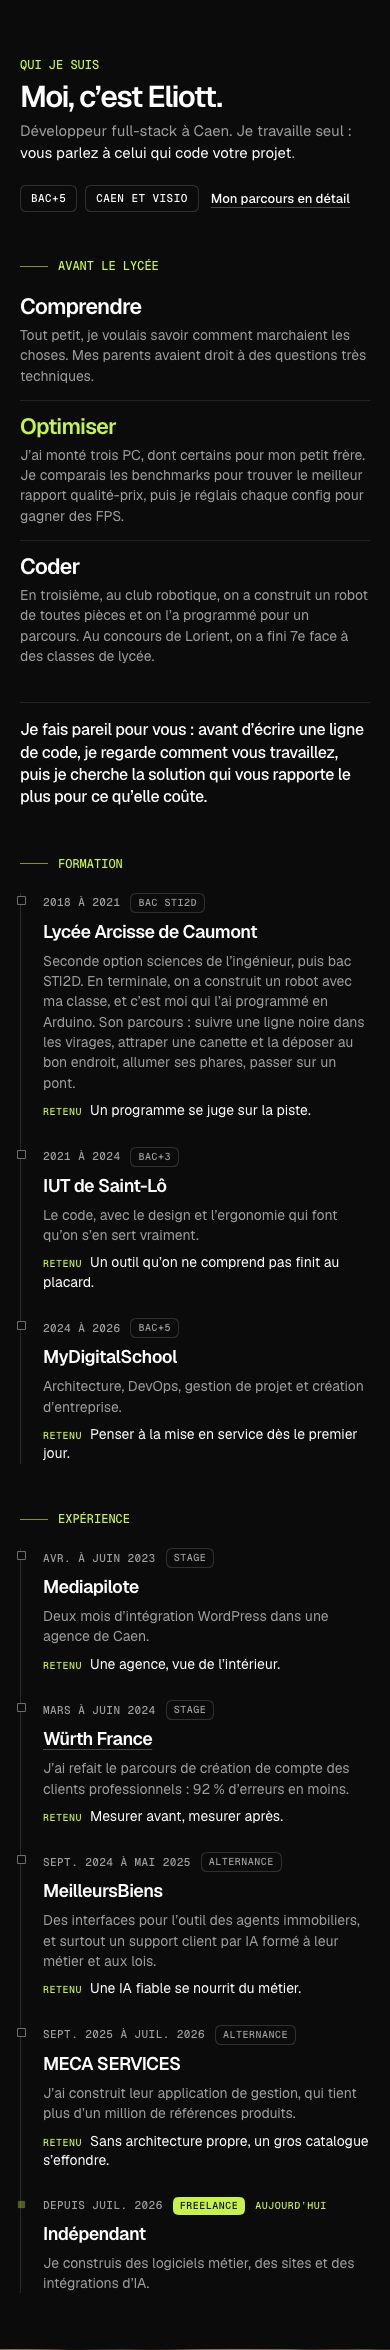 QUI JE SUIS
Moi, c’est Eliott.
Développeur full-stack à Caen. Je travaille seul :
vous parlez à celui qui code votre projet.
BAC+5 CAEN ET VISIO Mon parcours en détail
AVANT LE LYCÉE
Comprendre
Tout petit, je voulais savoir comment marchaient les
choses. Mes parents avaient droit à des questions très
techniques.
Optimiser
J’ai monté trois PC, dont certains pour mon petit frère.
Je comparais les benchmarks pour trouver le meilleur
rapport qualité-prix, puis je réglais chaque config pour
gagner des FPS.
Coder
En troisième, au club robotique, on a construit un robot
de toutes pièces et on l’a programmé pour un
parcours. Au concours de Lorient, on a fini 7e face à
des classes de lycée.
Je fais pareil pour vous : avant d’écrire une ligne
de code, je regarde comment vous travaillez,
puis je cherche la solution qui vous rapporte le
plus pour ce qu’elle coûte.
FORMATION
2018 À 2021 BAC STI2D
Lycée Arcisse de Caumont
Seconde option sciences de l’ingénieur, puis bac
STI2D. En terminale, on a construit un robot avec
ma classe, et c’est moi qui l’ai programmé en
Arduino. Son parcours : suivre une ligne noire dans
les virages, attraper une canette et la déposer au
bon endroit, allumer ses phares, passer sur un
pont.
RETENU Un programme se juge sur la piste.
2021 À 2024 BAC+3
IUT de Saint-Lô
Le code, avec le design et l’ergonomie qui font
qu’on s’en sert vraiment.
RETENU Un outil qu’on ne comprend pas finit au
placard.
2024 À 2026 BAC+5
MyDigitalSchool
Architecture, DevOps, gestion de projet et création
d’entreprise.
RETENU Penser à la mise en service dès le premier
jour.
EXPÉRIENCE
AVR. À JUIN 2023 STAGE
Mediapilote
Deux mois d’intégration WordPress dans une
agence de Caen.
RETENU Une agence, vue de l’intérieur.
MARS À JUIN 2024 STAGE
Würth France
J’ai refait le parcours de création de compte des
clients professionnels : 92 % d’erreurs en moins.
RETENU Mesurer avant, mesurer après.
SEPT. 2024 À MAI 2025 ALTERNANCE
MeilleursBiens
Des interfaces pour l’outil des agents immobiliers,
et surtout un support client par IA formé à leur
métier et aux lois.
RETENU Une IA fiable se nourrit du métier.
SEPT. 2025 À JUIL. 2026 ALTERNANCE
MECA SERVICES
J’ai construit leur application de gestion, qui tient
plus d’un million de références produits.
RETENU Sans architecture propre, un gros catalogue
s’effondre.
DEPUIS JUIL. 2026 FREELANCE AUJOURD’HUI
Indépendant
Je construis des logiciels métier, des sites et des
intégrations d’IA.